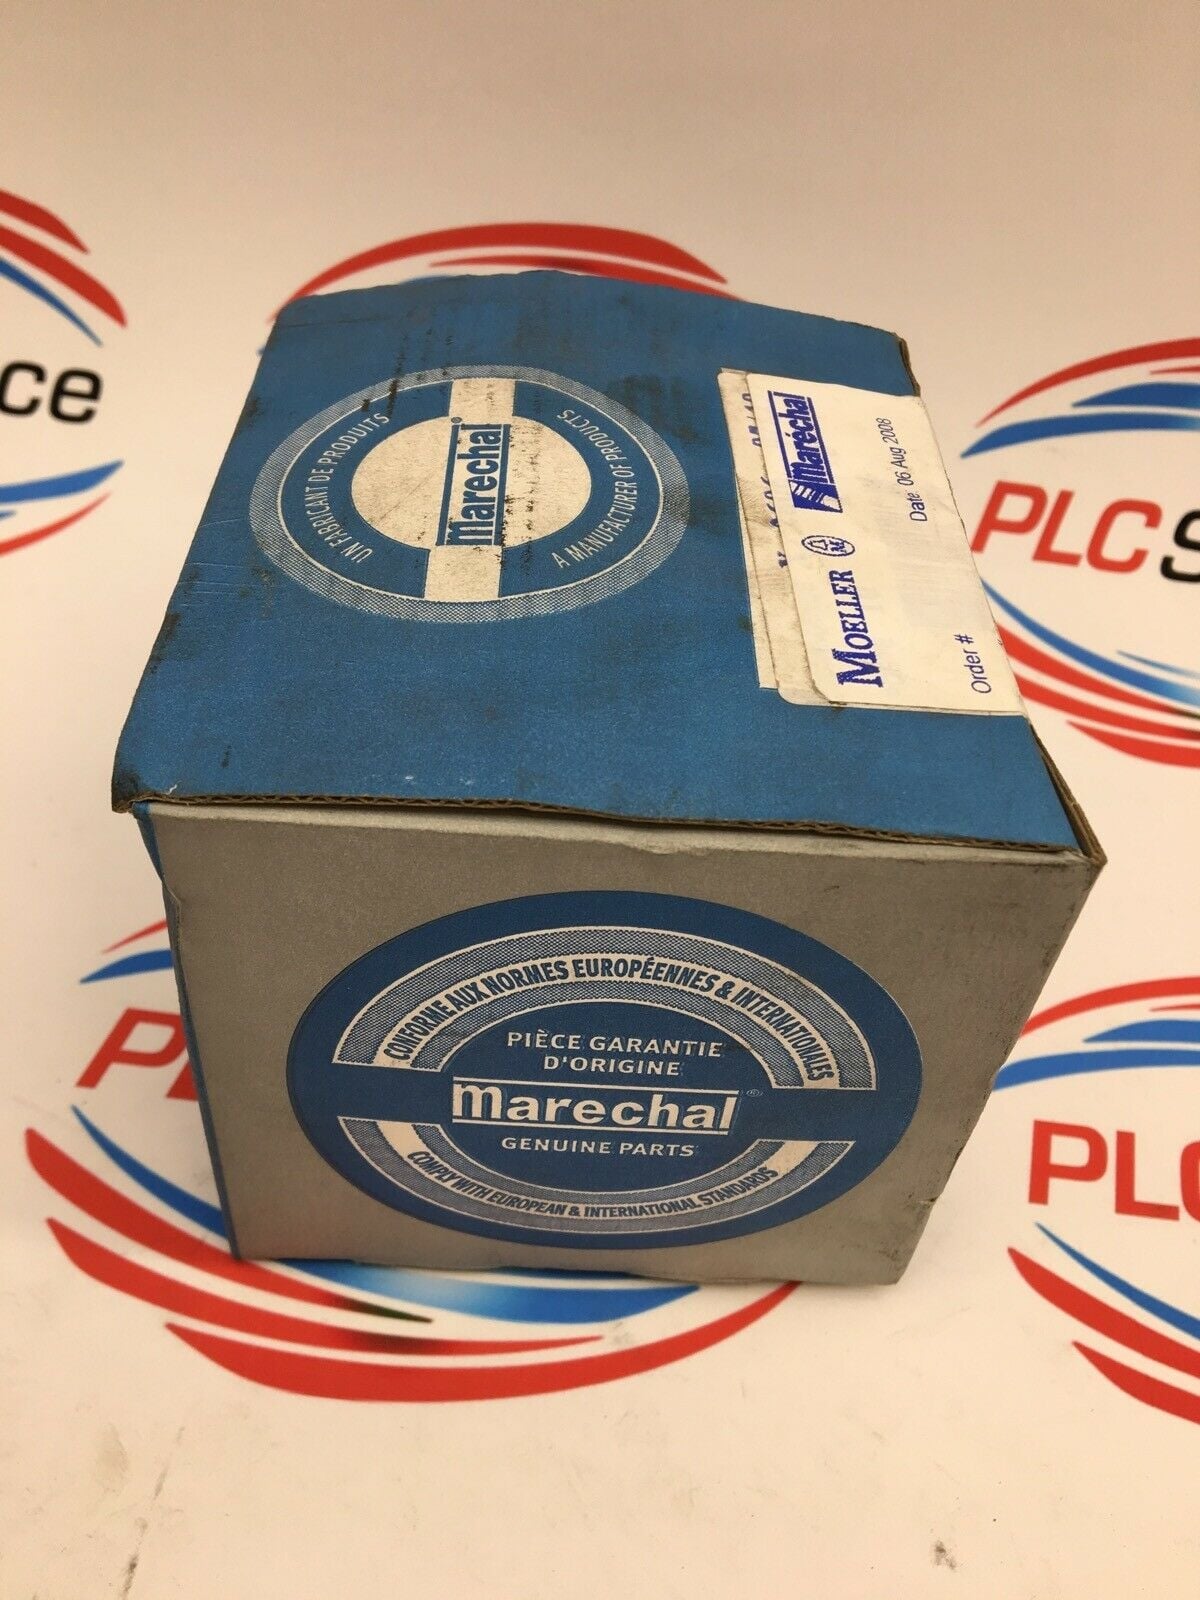 UN FABRICANT DE PRODUITS
marechal®
A MANUFACTURER OF PRODUCTS
marechal
MOELLER
Date 06 Aug 2008
Order #
CONFORME AUX NORMES EUROPÉENNES & INTERNATIONALES
PIÈCE GARANTIE
D'ORIGINE
marechal®
GENUINE PARTS
COMPLY WITH EUROPEAN & INTERNATIONAL STANDARDS
ce
PLC S
PL
PLC